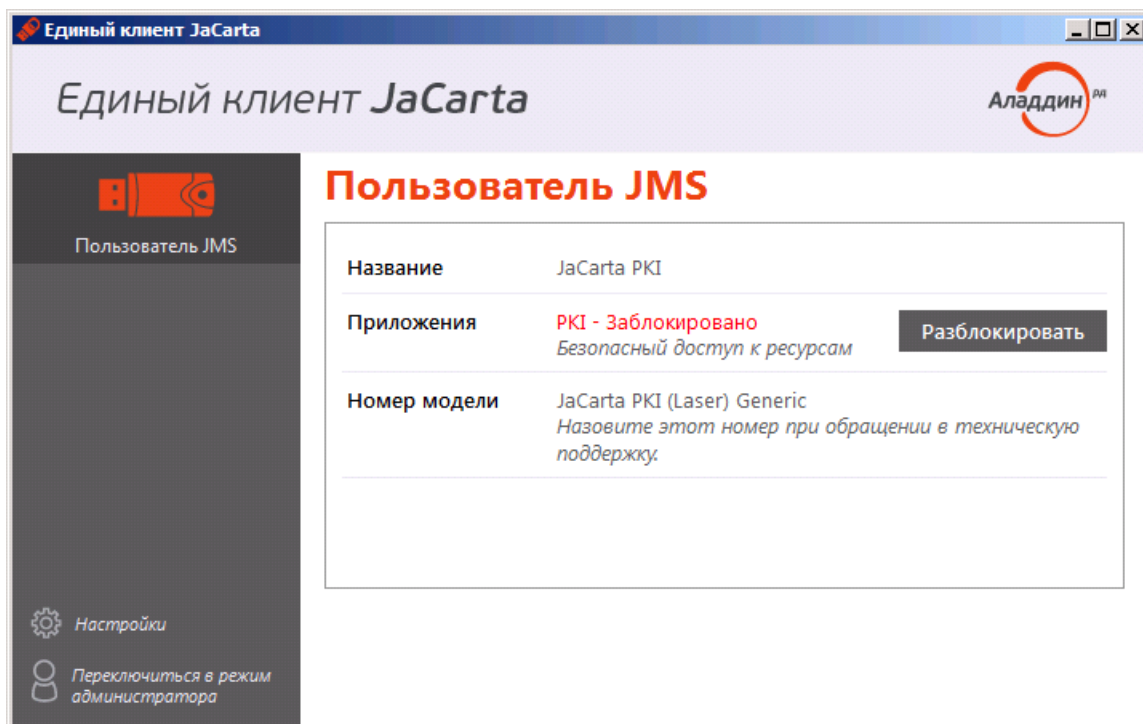 Единый клиент JaCarta
Единый клиент JaCarta
Аладдин РД
Пользователь JMS
Пользователь JMS
Название JaCarta PKI
Приложения PKI - Заблокировано
Безопасный доступ к ресурсам
Разблокировать
Номер модели JaCarta PKI (Laser) Generic
Назовите этот номер при обращении в техническую
поддержку.
Настройки
Переключиться в режим
администратора